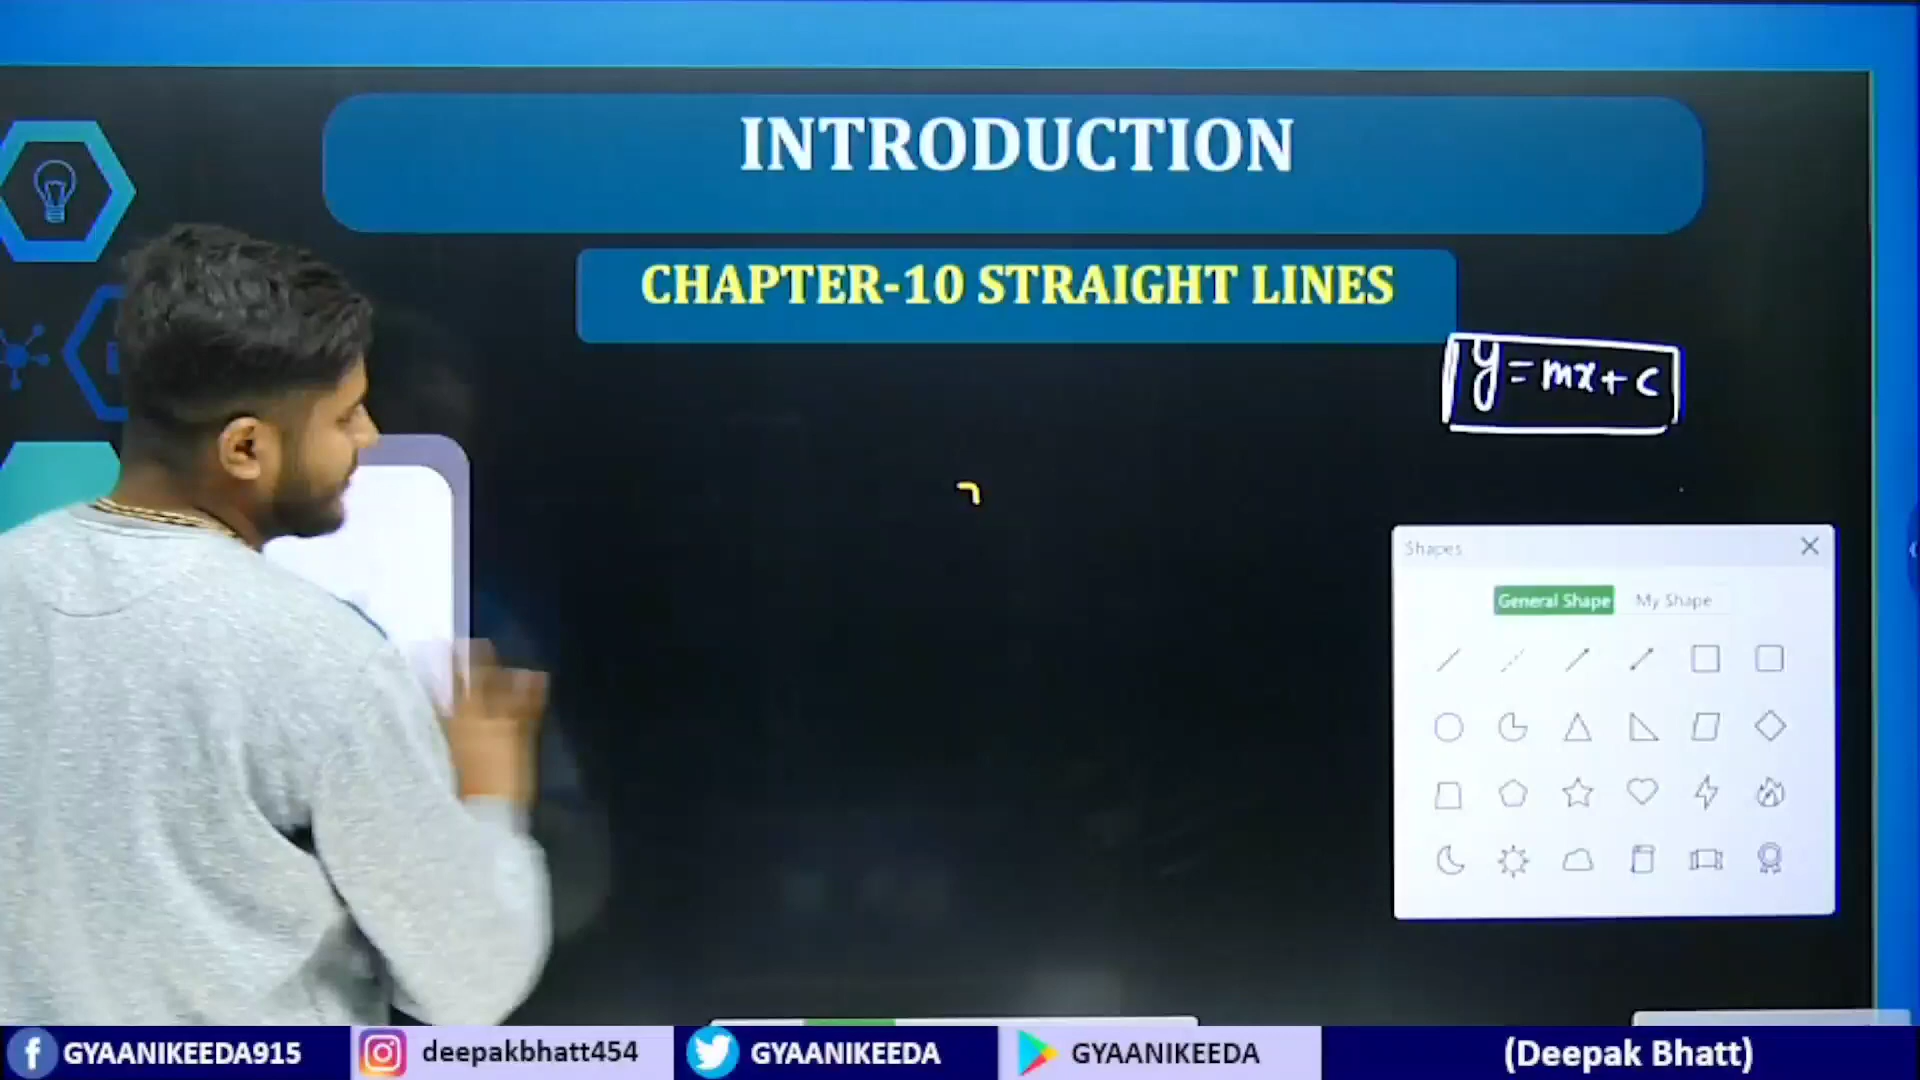 INTRODUCTION
CHAPTER-10 STRAIGHT LINES
y = mx + c
Shapes
General Shape My Shape
GYAANIKEEDA915 deepakbhatt454 GYAANIKEEDA GYAANIKEEDA (Deepak Bhatt)